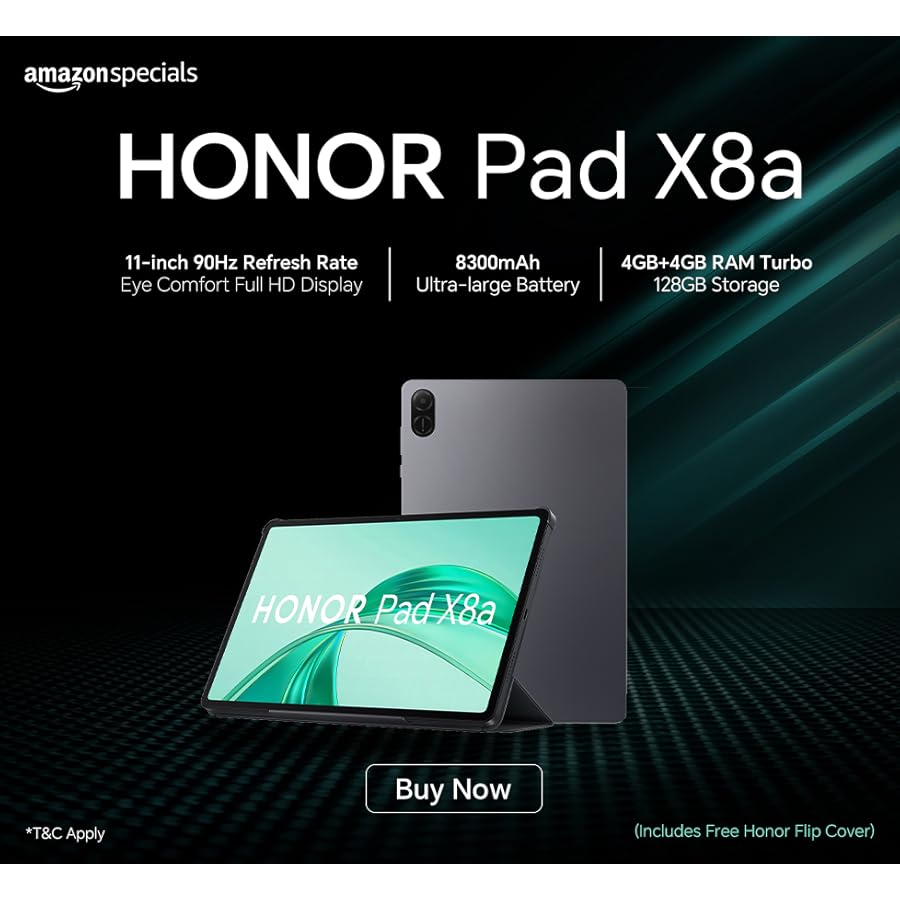 amazonspecials
HONOR Pad X8a
11-inch 90Hz Refresh Rate
Eye Comfort Full HD Display
8300mAh
Ultra-large Battery
4GB+4GB RAM Turbo
128GB Storage
HONOR Pad X8a
Buy Now
*T&C Apply
(Includes Free Honor Flip Cover)